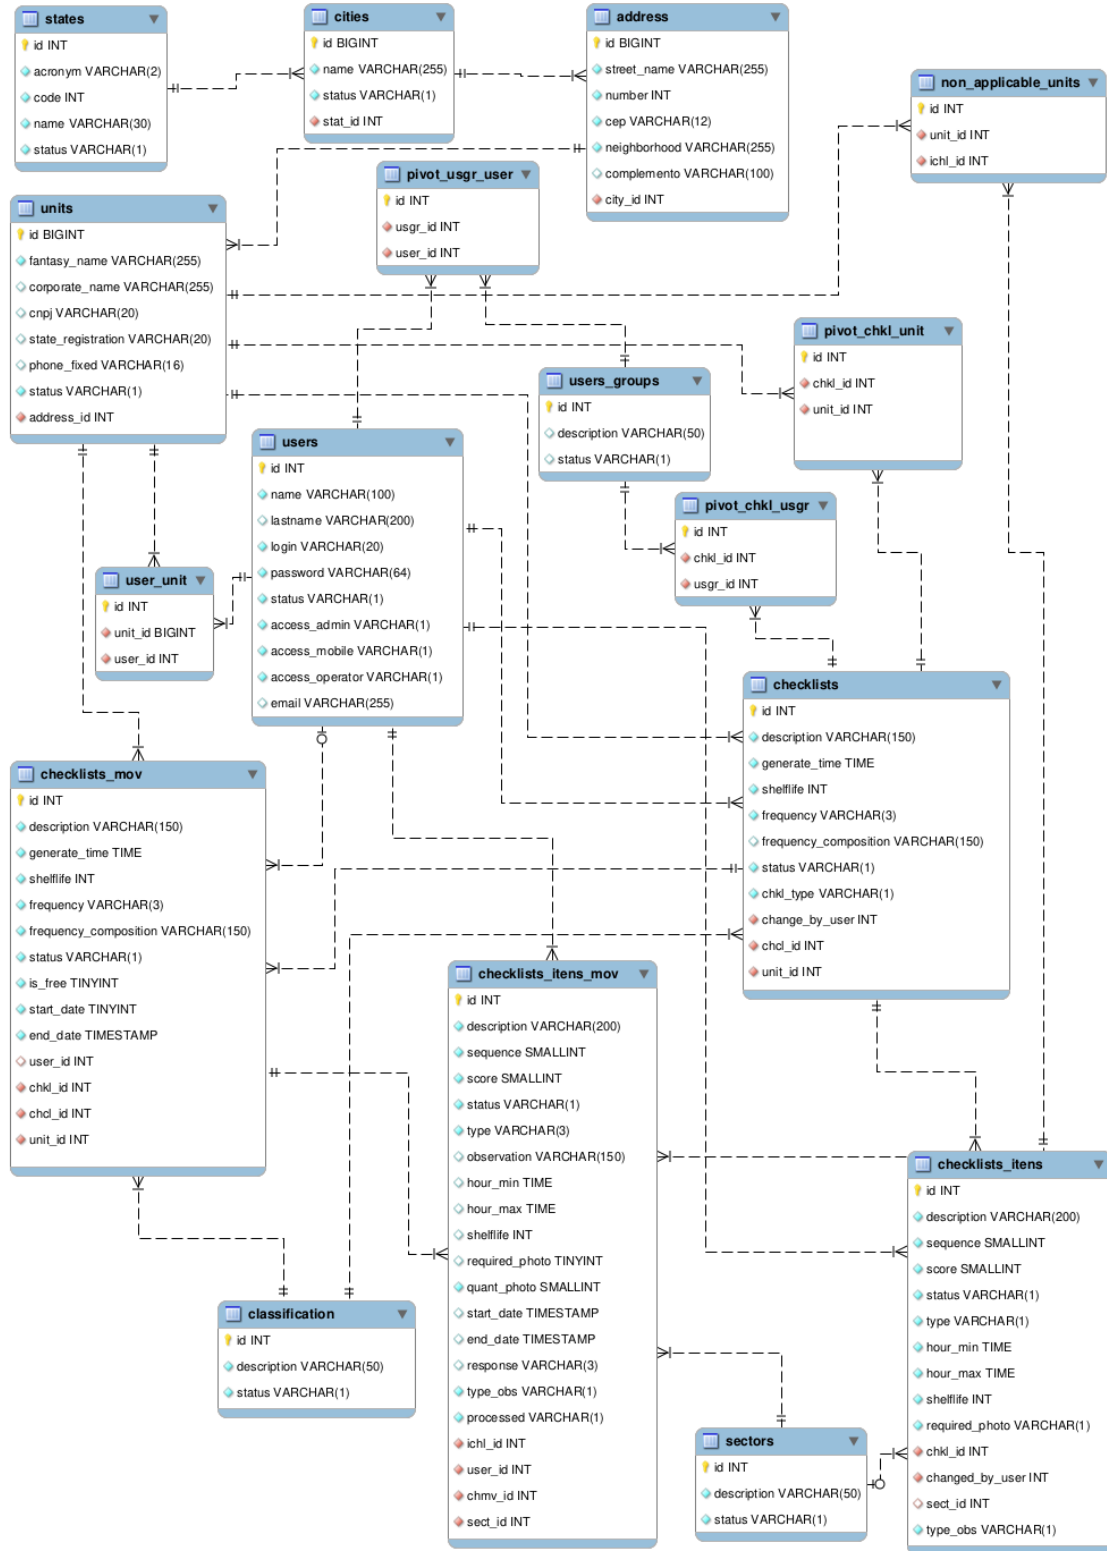 states
id INT
acronym VARCHAR(2)
code INT
name VARCHAR(30)
status VARCHAR(1)
cities
id BIGINT
name VARCHAR(255)
status VARCHAR(1)
stat_id INT
address
id BIGINT
street_name VARCHAR(255)
number INT
cep VARCHAR(12)
neighborhood VARCHAR(255)
complemento VARCHAR(100)
city_id INT
non_applicable_units
id INT
unit_id INT
ichl_id INT
pivot_usgr_user
id INT
usgr_id INT
user_id INT
units
id BIGINT
fantasy_name VARCHAR(255)
corporate_name VARCHAR(255)
cnpj VARCHAR(20)
state_registration VARCHAR(20)
phone_fixed VARCHAR(16)
status VARCHAR(1)
address_id INT
pivot_chkl_unit
id INT
chkl_id INT
unit_id INT
users_groups
id INT
description VARCHAR(50)
status VARCHAR(1)
users
id INT
name VARCHAR(100)
lastname VARCHAR(200)
login VARCHAR(20)
password VARCHAR(64)
status VARCHAR(1)
access_admin VARCHAR(1)
access_mobile VARCHAR(1)
access_operator VARCHAR(1)
email VARCHAR(255)
pivot_chkl_usgr
id INT
chkl_id INT
usgr_id INT
user_unit
id INT
unit_id BIGINT
user_id INT
checklists
id INT
description VARCHAR(150)
generate_time TIME
shelflife INT
frequency VARCHAR(3)
frequency_composition VARCHAR(150)
status VARCHAR(1)
chkl_type VARCHAR(1)
change_by_user INT
chcl_id INT
unit_id INT
checklists_mov
id INT
description VARCHAR(150)
generate_time TIME
shelflife INT
frequency VARCHAR(3)
frequency_composition VARCHAR(150)
status VARCHAR(1)
is_free TINYINT
start_date TINYINT
end_date TIMESTAMP
user_id INT
chkl_id INT
chcl_id INT
unit_id INT
checklists_itens_mov
id INT
description VARCHAR(200)
sequence SMALLINT
score SMALLINT
status VARCHAR(1)
type VARCHAR(3)
observation VARCHAR(150)
hour_min TIME
hour_max TIME
shelflife INT
required_photo TINYINT
quant_photo SMALLINT
start_date TIMESTAMP
end_date TIMESTAMP
response VARCHAR(3)
type_obs VARCHAR(1)
processed VARCHAR(1)
ichl_id INT
user_id INT
chmv_id INT
sect_id INT
checklists_itens
id INT
description VARCHAR(200)
sequence SMALLINT
score SMALLINT
status VARCHAR(1)
type VARCHAR(1)
hour_min TIME
hour_max TIME
shelflife INT
required_photo VARCHAR(1)
chkl_id INT
changed_by_user INT
sect_id INT
type_obs VARCHAR(1)
classification
id INT
description VARCHAR(50)
status VARCHAR(1)
sectors
id INT
description VARCHAR(50)
status VARCHAR(1)